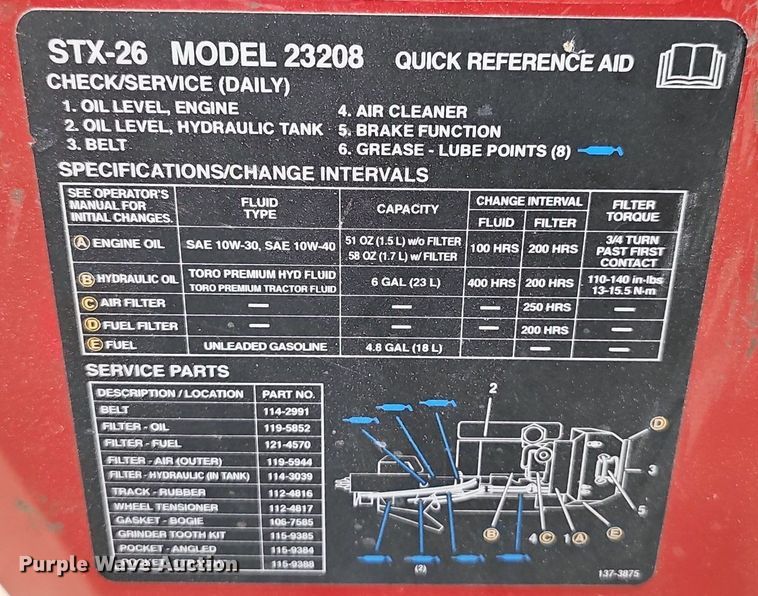 STX-26 MODEL 23208 QUICK REFERENCE AID
CHECK/SERVICE (DAILY)
1. OIL LEVEL, ENGINE
2. OIL LEVEL, HYDRAULIC TANK
3. BELT
4. AIR CLEANER
5. BRAKE FUNCTION
6. GREASE - LUBE POINTS (8)
SPECIFICATIONS/CHANGE INTERVALS
SEE OPERATOR'S MANUAL FOR INITIAL CHANGES. FLUID TYPE CAPACITY CHANGE INTERVAL FLUID FILTER FILTER TORQUE
A ENGINE OIL SAE 10W-30, SAE 10W-40 51 OZ (1.5 L) w/o FILTER 58 OZ (1.7 L) w/ FILTER 100 HRS 200 HRS 3/4 TURN PAST FIRST CONTACT
B HYDRAULIC OIL TORO PREMIUM HYD FLUID TORO PREMIUM TRACTOR FLUID 6 GAL (23 L) 400 HRS 200 HRS 110-140 in-lbs 13-15.5 N·m
C AIR FILTER — — — 250 HRS —
D FUEL FILTER — — — 200 HRS —
E FUEL UNLEADED GASOLINE 4.8 GAL (18 L) — — —
SERVICE PARTS
DESCRIPTION / LOCATION PART NO.
BELT 114-2991
FILTER - OIL 119-5852
FILTER - FUEL 121-4570
FILTER - AIR (OUTER) 119-5944
FILTER - HYDRAULIC (IN TANK) 114-3039
TRACK - RUBBER 112-4816
WHEEL TENSIONER 112-4817
GASKET - BOGIE 106-7585
GRINDER TOOTH KIT 115-9385
POCKET - ANGLED 115-9384
115-9388
2
D
3
5
B 4 C 1 A E
(2)
137-3875
Purple Wave Auction